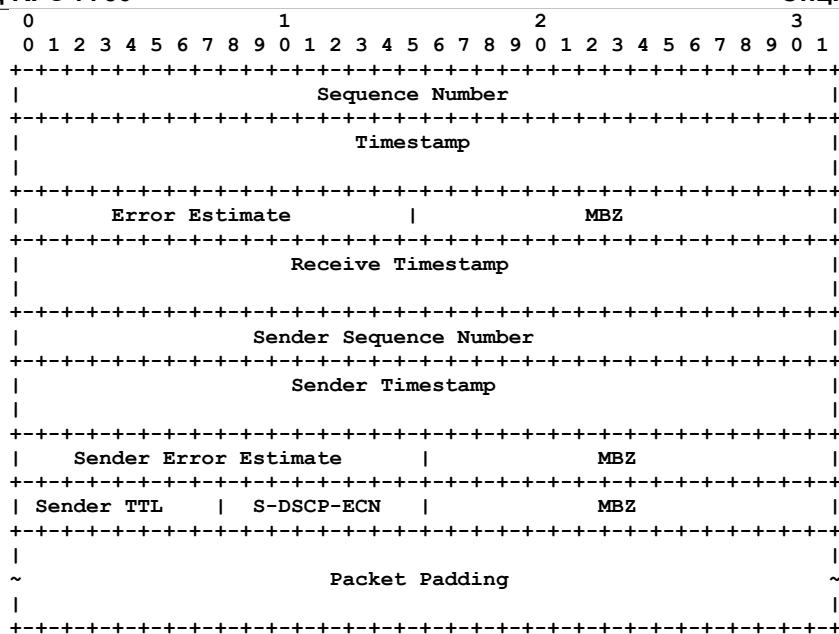 0                   1                   2                   3
0 1 2 3 4 5 6 7 8 9 0 1 2 3 4 5 6 7 8 9 0 1 2 3 4 5 6 7 8 9 0 1
+-+-+-+-+-+-+-+-+-+-+-+-+-+-+-+-+-+-+-+-+-+-+-+-+-+-+-+-+-+-+-+-+
|                       Sequence Number                         |
+-+-+-+-+-+-+-+-+-+-+-+-+-+-+-+-+-+-+-+-+-+-+-+-+-+-+-+-+-+-+-+-+
|                          Timestamp                            |
|                                                               |
+-+-+-+-+-+-+-+-+-+-+-+-+-+-+-+-+-+-+-+-+-+-+-+-+-+-+-+-+-+-+-+-+
|       Error Estimate         |             MBZ                |
+-+-+-+-+-+-+-+-+-+-+-+-+-+-+-+-+-+-+-+-+-+-+-+-+-+-+-+-+-+-+-+-+
|                     Receive Timestamp                         |
|                                                               |
+-+-+-+-+-+-+-+-+-+-+-+-+-+-+-+-+-+-+-+-+-+-+-+-+-+-+-+-+-+-+-+-+
|                  Sender Sequence Number                       |
+-+-+-+-+-+-+-+-+-+-+-+-+-+-+-+-+-+-+-+-+-+-+-+-+-+-+-+-+-+-+-+-+
|                     Sender Timestamp                          |
|                                                               |
+-+-+-+-+-+-+-+-+-+-+-+-+-+-+-+-+-+-+-+-+-+-+-+-+-+-+-+-+-+-+-+-+
|    Sender Error Estimate      |             MBZ               |
+-+-+-+-+-+-+-+-+-+-+-+-+-+-+-+-+-+-+-+-+-+-+-+-+-+-+-+-+-+-+-+-+
| Sender TTL    |  S-DSCP-ECN   |             MBZ               |
+-+-+-+-+-+-+-+-+-+-+-+-+-+-+-+-+-+-+-+-+-+-+-+-+-+-+-+-+-+-+-+-+
|                                                               |
~                        Packet Padding                         ~
|                                                               |
+-+-+-+-+-+-+-+-+-+-+-+-+-+-+-+-+-+-+-+-+-+-+-+-+-+-+-+-+-+-+-+-+